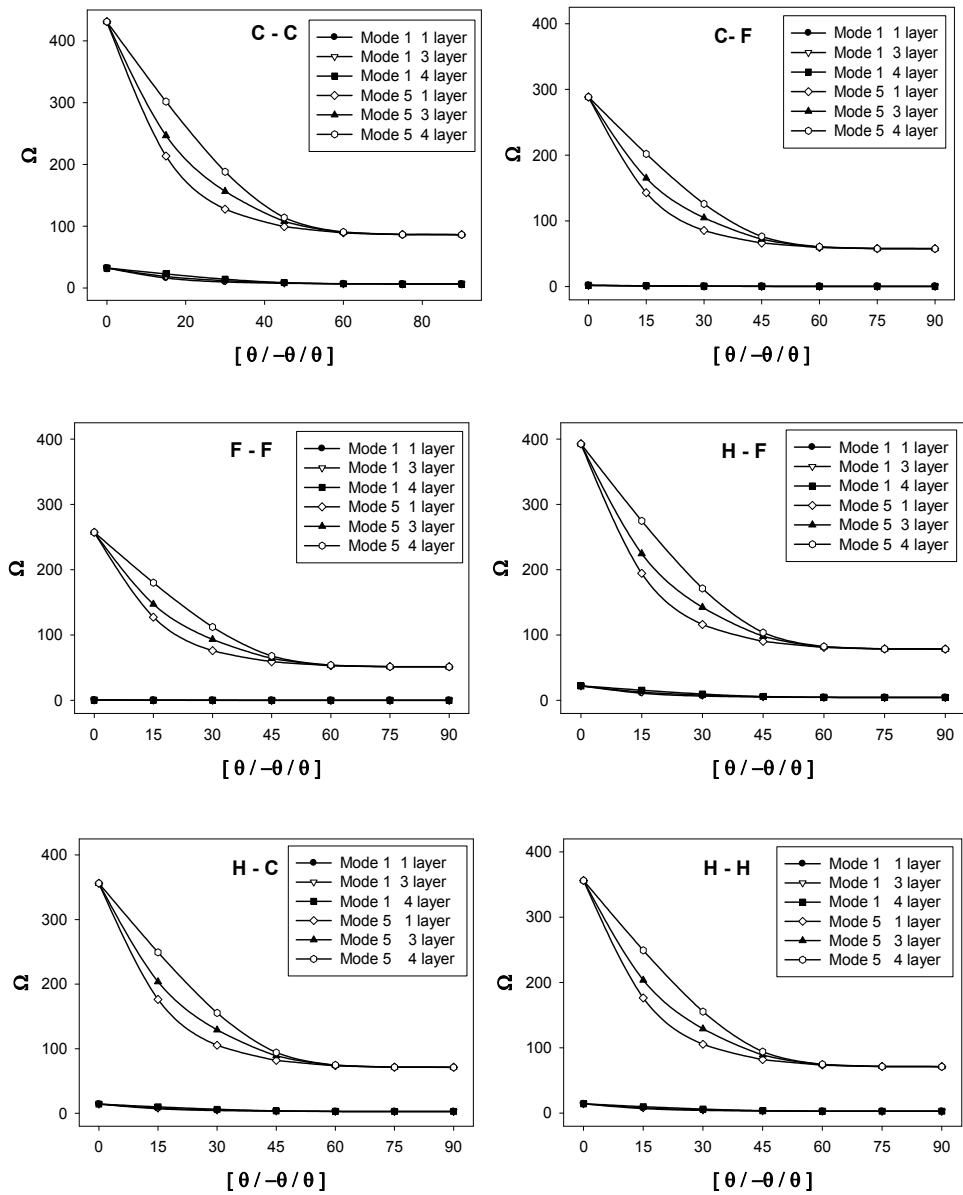 C - C
Mode 1 1 layer
Mode 1 3 layer
Mode 1 4 layer
Mode 5 1 layer
Mode 5 3 layer
Mode 5 4 layer
Ω
400
300
200
100
0
0 20 40 60 80
[ θ / –θ / θ ]
C- F
Mode 1 1 layer
Mode 1 3 layer
Mode 1 4 layer
Mode 5 1 layer
Mode 5 3 layer
Mode 5 4 layer
Ω
400
300
200
100
0
0 15 30 45 60 75 90
[ θ / –θ / θ ]
F - F
Mode 1 1 layer
Mode 1 3 layer
Mode 1 4 layer
Mode 5 1 layer
Mode 5 3 layer
Mode 5 4 layer
Ω
400
300
200
100
0
0 15 30 45 60 75 90
[ θ / –θ / θ ]
H - F
Mode 1 1 layer
Mode 1 3 layer
Mode 1 4 layer
Mode 5 1 layer
Mode 5 3 layer
Mode 5 4 layer
Ω
400
300
200
100
0
0 15 30 45 60 75 90
[ θ / –θ / θ ]
H - C
Mode 1 1 layer
Mode 1 3 layer
Mode 1 4 layer
Mode 5 1 layer
Mode 5 3 layer
Mode 5 4 layer
Ω
400
300
200
100
0
0 15 30 45 60 75 90
[ θ / –θ / θ ]
H - H
Mode 1 1 layer
Mode 1 3 layer
Mode 1 4 layer
Mode 5 1 layer
Mode 5 3 layer
Mode 5 4 layer
Ω
400
300
200
100
0
0 15 30 45 60 75 90
[ θ / –θ / θ ]